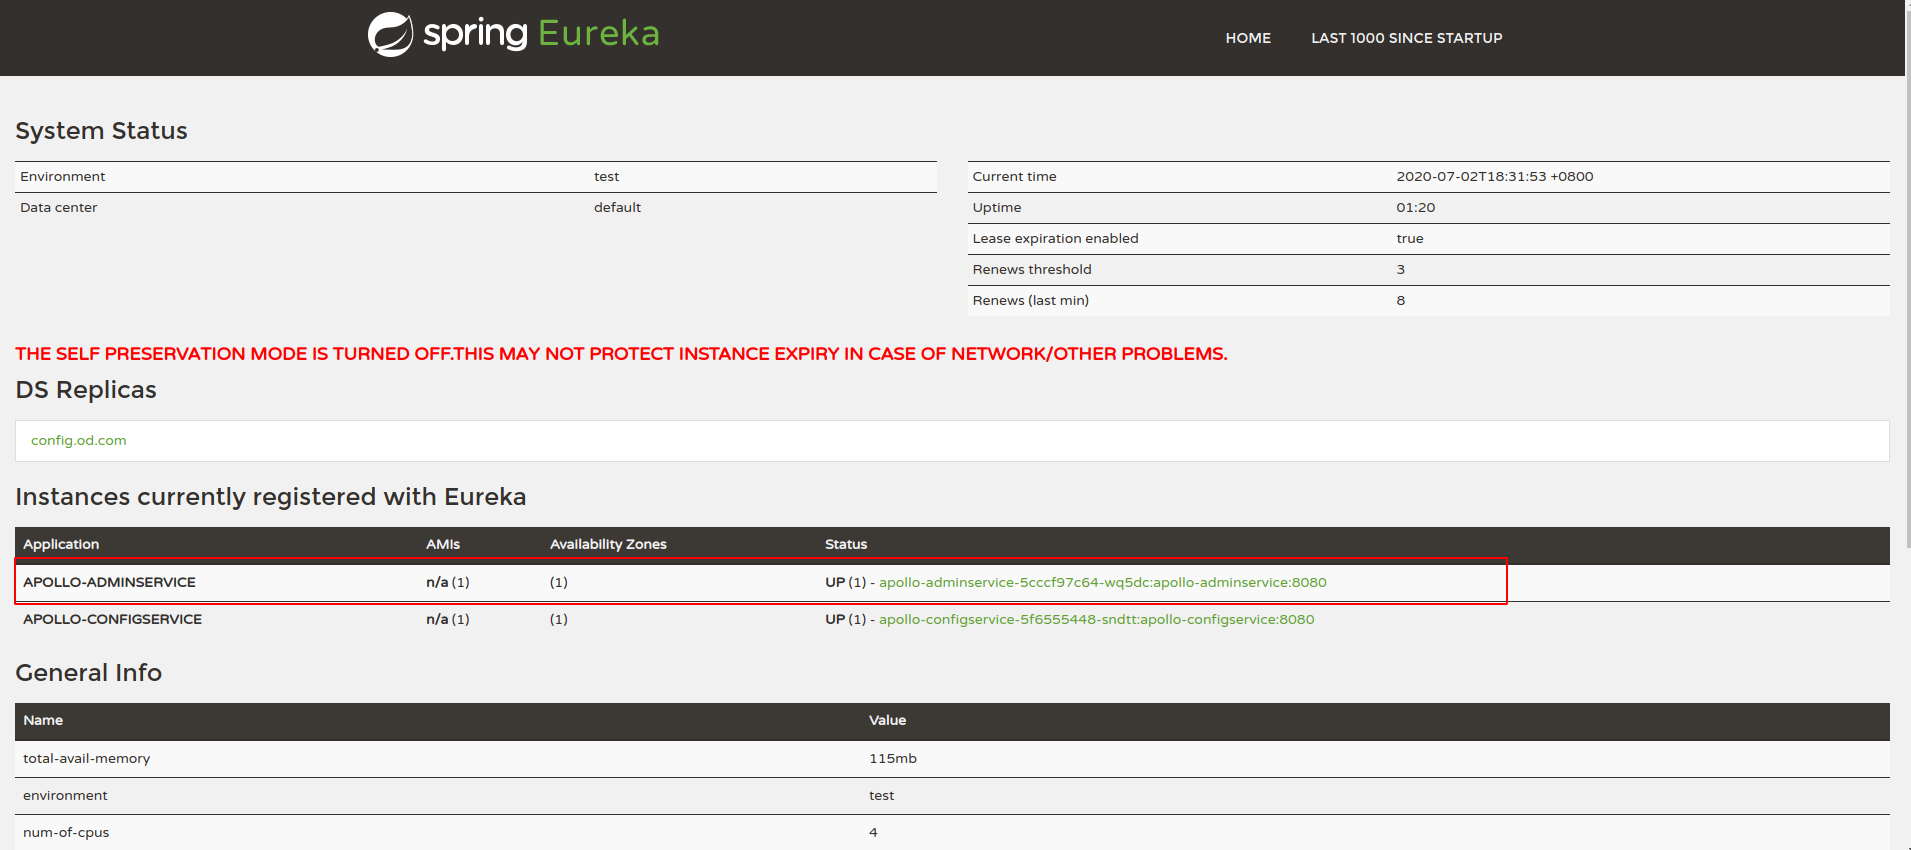 spring Eureka
HOME LAST 1000 SINCE STARTUP
System Status
Environment test
Data center default
Current time 2020-07-02T18:31:53 +0800
Uptime 01:20
Lease expiration enabled true
Renews threshold 3
Renews (last min) 8
THE SELF PRESERVATION MODE IS TURNED OFF.THIS MAY NOT PROTECT INSTANCE EXPIRY IN CASE OF NETWORK/OTHER PROBLEMS.
DS Replicas
config.od.com
Instances currently registered with Eureka
Application AMIs Availability Zones Status
APOLLO-ADMINSERVICE n/a (1) (1) UP (1) - apollo-adminservice-5cccf97c64-wq5dc:apollo-adminservice:8080
APOLLO-CONFIGSERVICE n/a (1) (1) UP (1) - apollo-configservice-5f6555448-sndtt:apollo-configservice:8080
General Info
Name Value
total-avail-memory 115mb
environment test
num-of-cpus 4